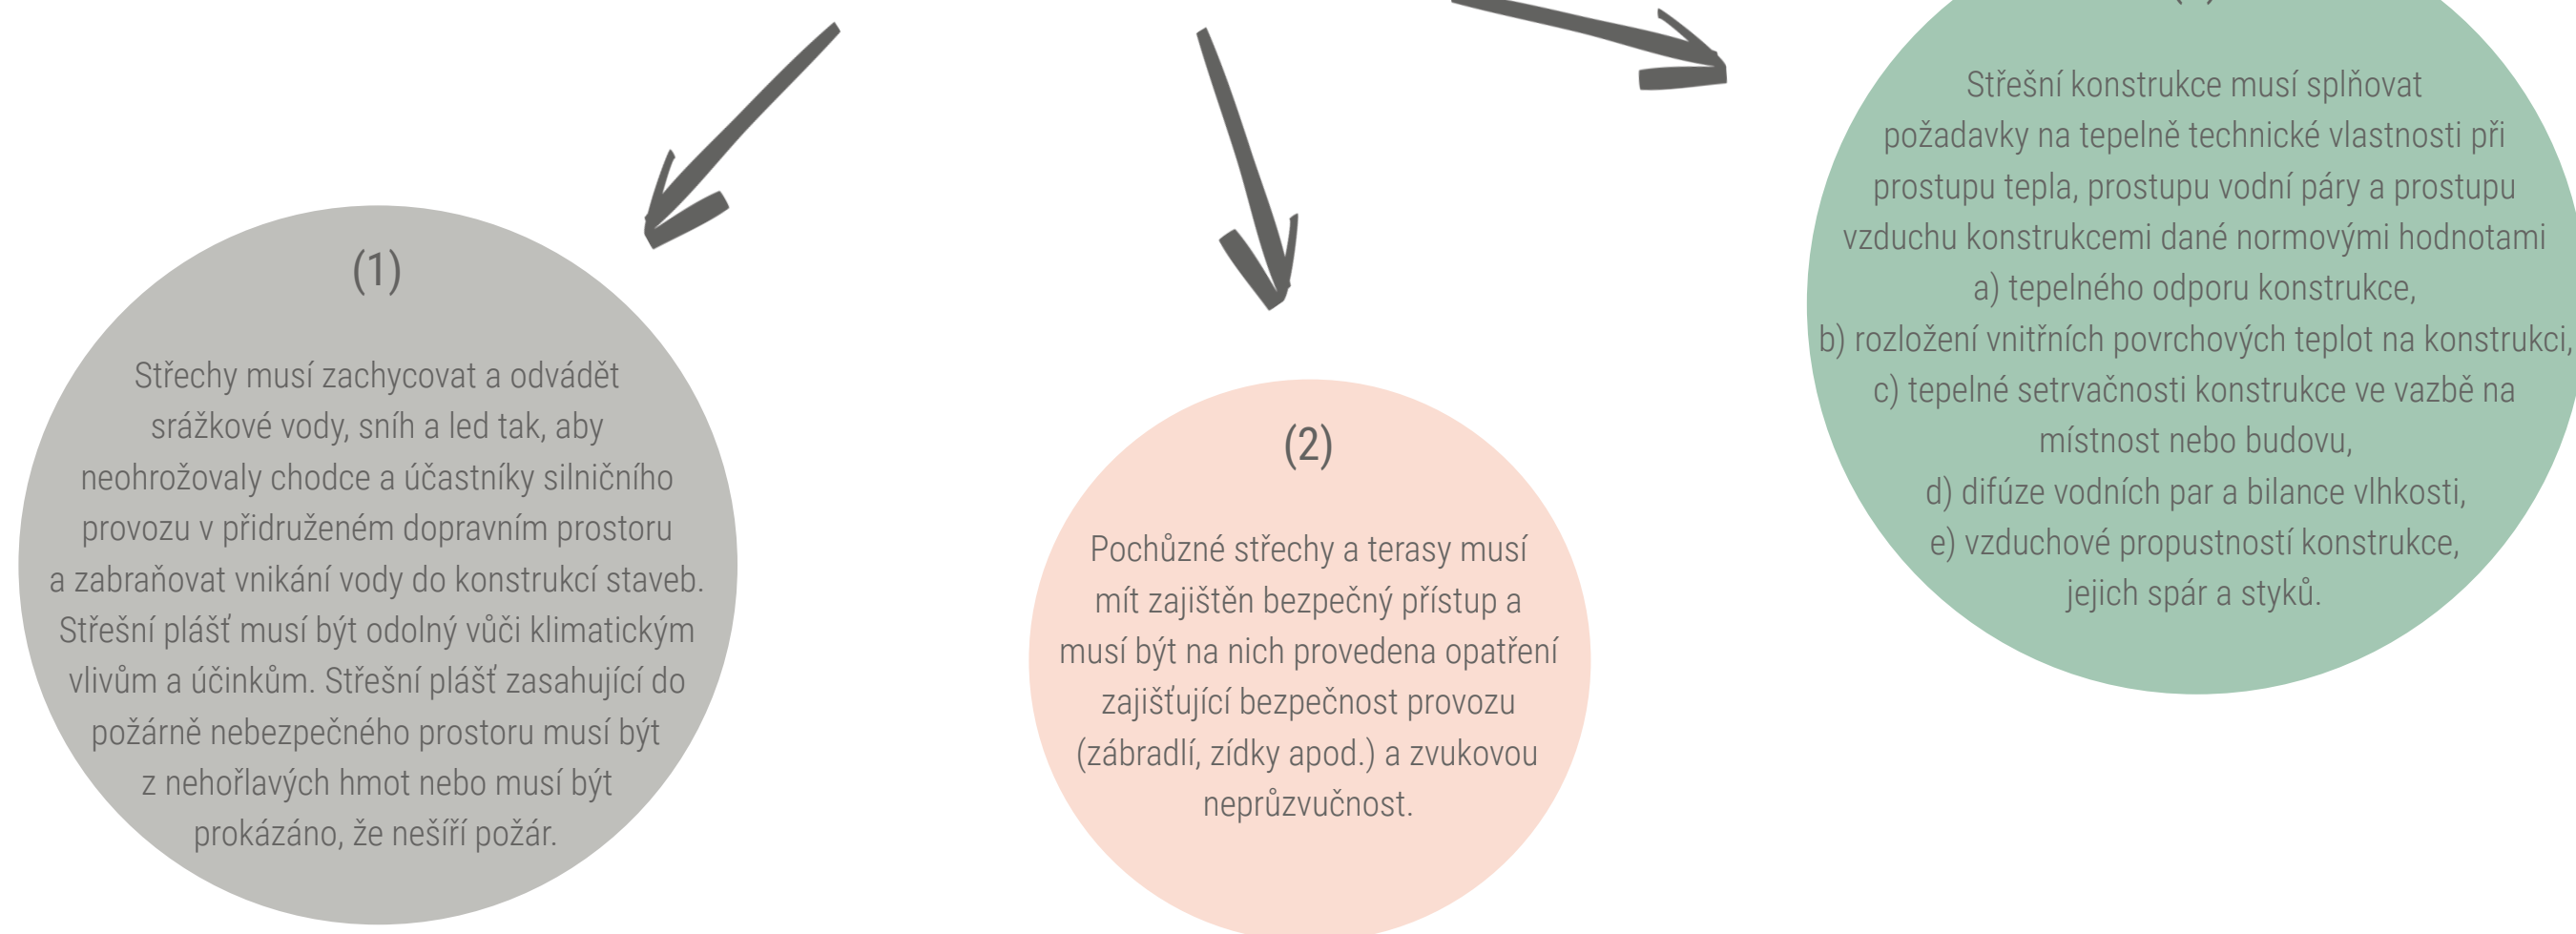 (1)
Střechy musí zachycovat a odvádět
srážkové vody, sníh a led tak, aby
neohrožovaly chodce a účastníky silničního
provozu v přidruženém dopravním prostoru
a zabraňovat vnikání vody do konstrukcí staveb.
Střešní plášť musí být odolný vůči klimatickým
vlivům a účinkům. Střešní plášť zasahující do
požárně nebezpečného prostoru musí být
z nehořlavých hmot nebo musí být
prokázáno, že nešíří požár.
(2)
Pochůzné střechy a terasy musí
mít zajištěn bezpečný přístup a
musí být na nich provedena opatření
zajišťující bezpečnost provozu
(zábradlí, zídky apod.) a zvukovou
neprůzvučnost.
Střešní konstrukce musí splňovat
požadavky na tepelně technické vlastnosti při
prostupu tepla, prostupu vodní páry a prostupu
vzduchu konstrukcemi dané normovými hodnotami
a) tepelného odporu konstrukce,
b) rozložení vnitřních povrchových teplot na konstrukci,
c) tepelné setrvačnosti konstrukce ve vazbě na
místnost nebo budovu,
d) difúze vodních par a bilance vlhkosti,
e) vzduchové propustností konstrukce,
jejich spár a styků.